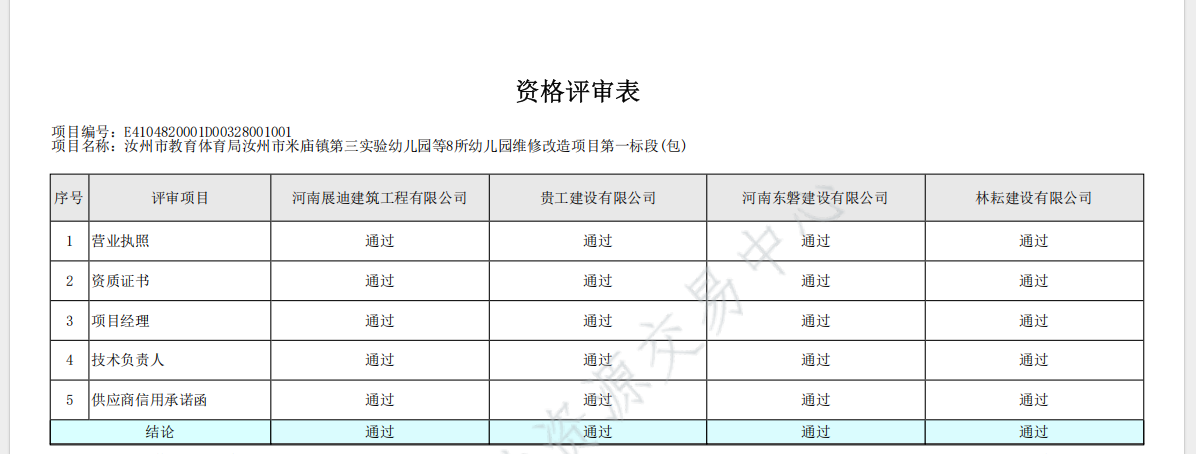 资格评审表
项目编号：E4104820001D00328001001
项目名称：汝州市教育体育局汝州市米庙镇第三实验幼儿园等8所幼儿园维修改造项目第一标段(包)
序号 评审项目 河南展迪建筑工程有限公司 贵工建设有限公司 河南东磐建设有限公司 林耘建设有限公司
1 营业执照 通过 通过 通过 通过
2 资质证书 通过 通过 通过 通过
3 项目经理 通过 通过 通过 通过
4 技术负责人 通过 通过 通过 通过
5 供应商信用承诺函 通过 通过 通过 通过
结论 通过 通过 通过 通过
资源交易中心